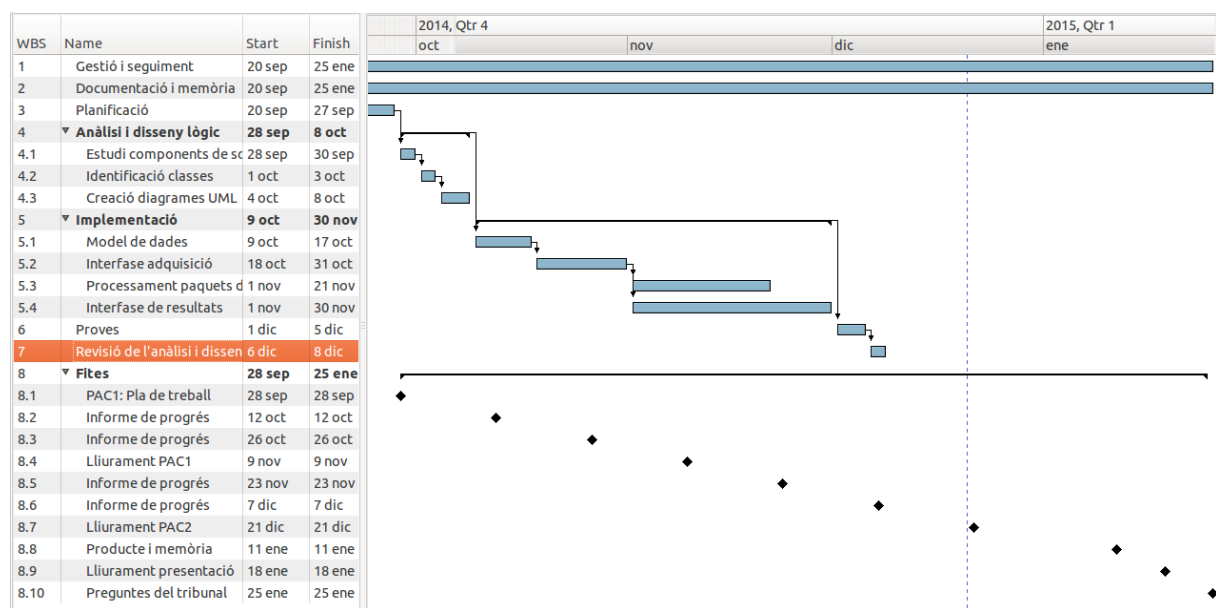 2014, Qtr 4 2015, Qtr 1
WBS Name Start Finish oct nov dic ene
1 Gestió i seguiment 20 sep 25 ene
2 Documentació i memòria 20 sep 25 ene
3 Planificació 20 sep 27 sep
4 Anàlisi i disseny lògic 28 sep 8 oct
4.1 Estudi components de sc 28 sep 30 sep
4.2 Identificació classes 1 oct 3 oct
4.3 Creació diagrames UML 4 oct 8 oct
5 Implementació 9 oct 30 nov
5.1 Model de dades 9 oct 17 oct
5.2 Interfase adquisició 18 oct 31 oct
5.3 Processament paquets d 1 nov 21 nov
5.4 Interfase de resultats 1 nov 30 nov
6 Proves 1 dic 5 dic
7 Revisió de l'anàlisi i dissen 6 dic 8 dic
8 Fites 28 sep 25 ene
8.1 PAC1: Pla de treball 28 sep 28 sep
8.2 Informe de progrés 12 oct 12 oct
8.3 Informe de progrés 26 oct 26 oct
8.4 Lliurament PAC1 9 nov 9 nov
8.5 Informe de progrés 23 nov 23 nov
8.6 Informe de progrés 7 dic 7 dic
8.7 Lliurament PAC2 21 dic 21 dic
8.8 Producte i memòria 11 ene 11 ene
8.9 Lliurament presentació 18 ene 18 ene
8.10 Preguntes del tribunal 25 ene 25 ene